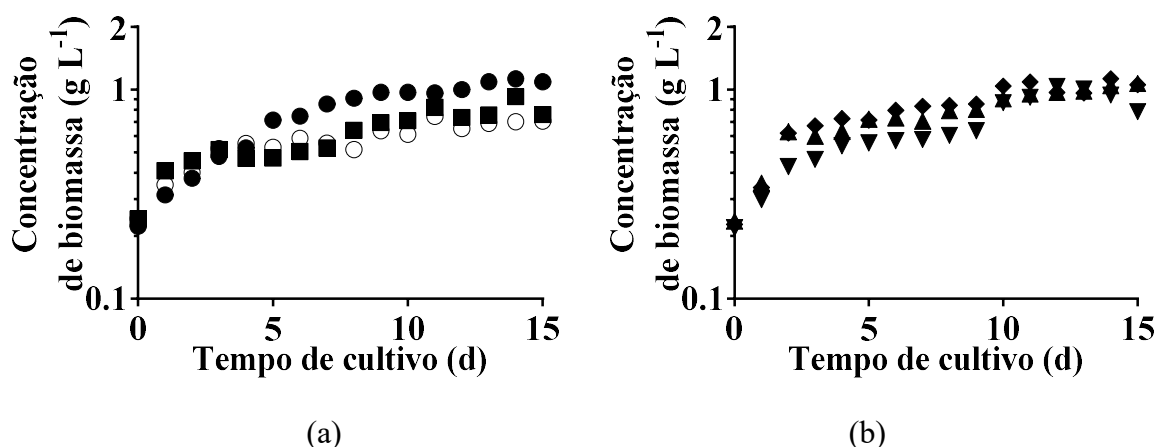 Concentração
de biomassa (g L-1)
2
1
0.1
0 5 10 15
Tempo de cultivo (d)
(a)
Concentração
de biomassa (g L-1)
2
1
0.1
0 5 10 15
Tempo de cultivo (d)
(b)